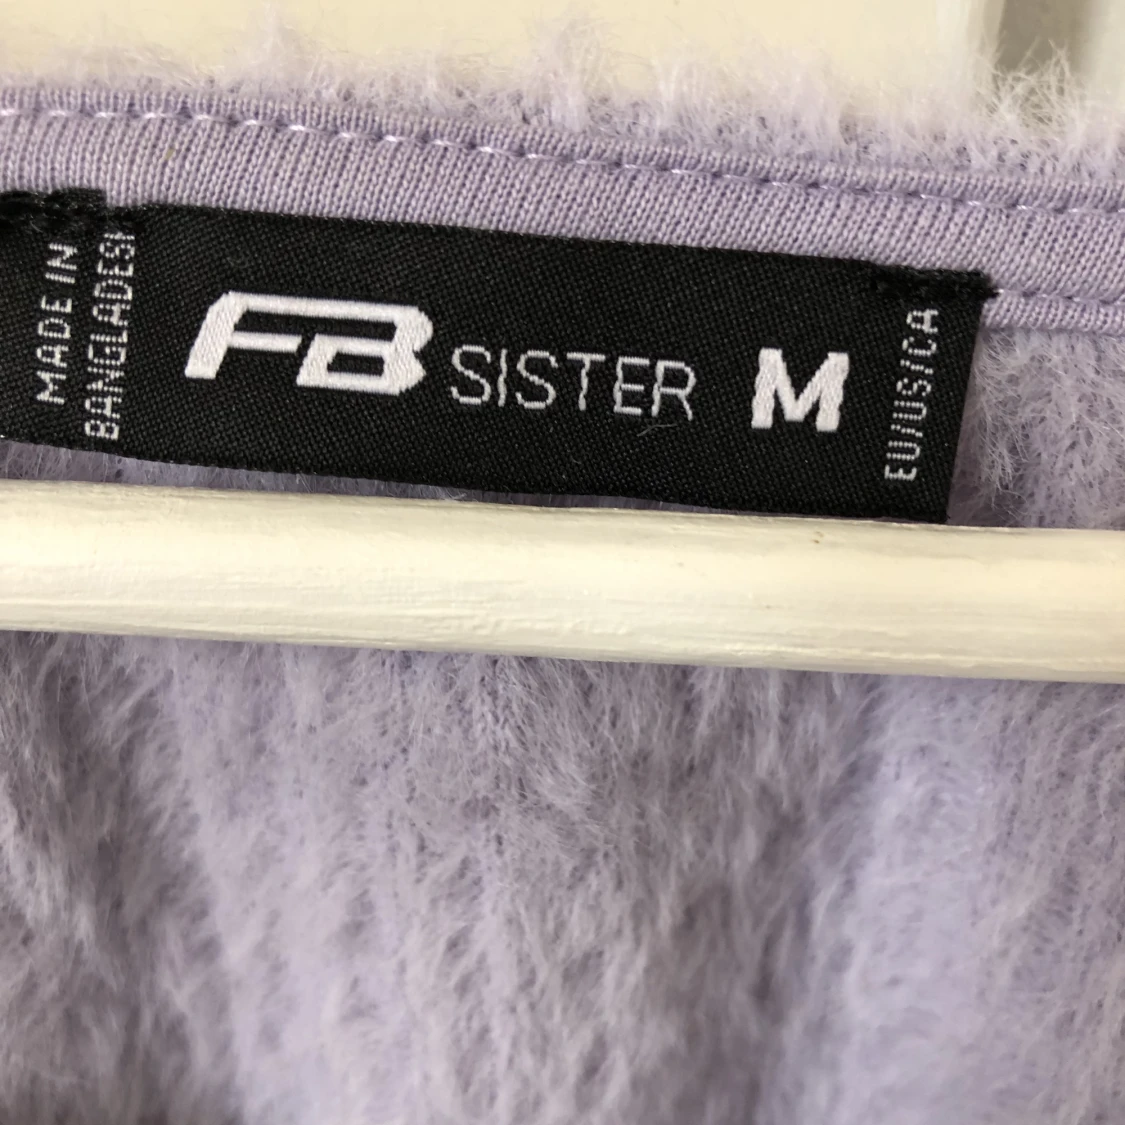 MADE IN
BANGLADESH
FB SISTER M
EU/US/CA